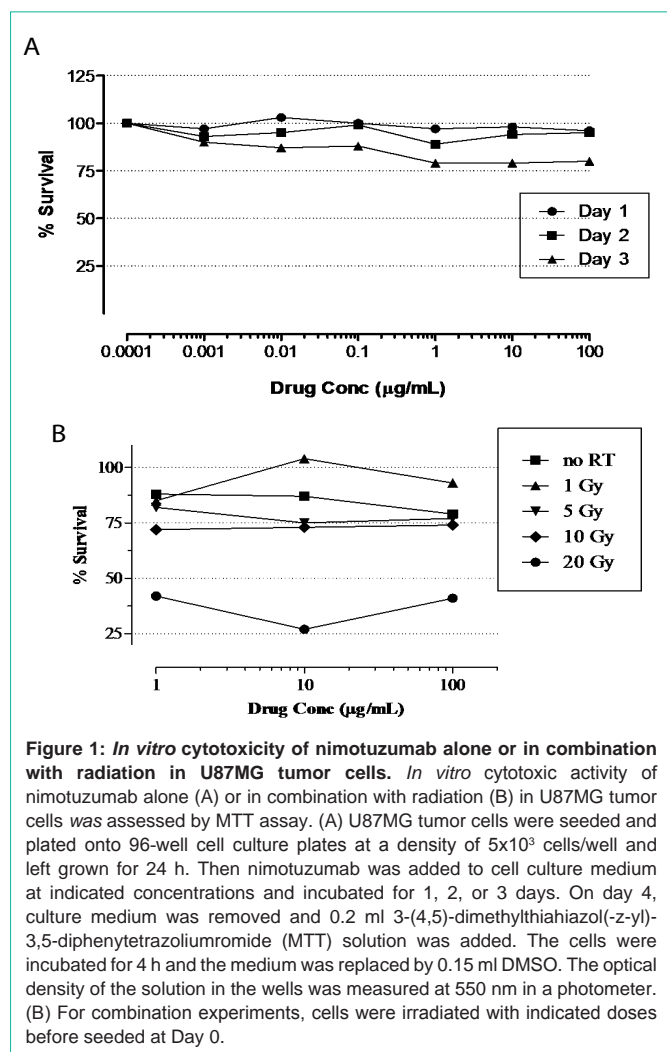 A
125
100
75
50
25
% Survival
Day 1
Day 2
Day 3
0.0001 0.001 0.01 0.1 1 10 100
Drug Conc (µg/mL)
B
100
75
50
25
% Survival
no RT
1 Gy
5 Gy
10 Gy
20 Gy
1 10 100
Drug Conc (µg/mL)
Figure 1: In vitro cytotoxicity of nimotuzumab alone or in combination
with radiation in U87MG tumor cells. In vitro cytotoxic activity of
nimotuzumab alone (A) or in combination with radiation (B) in U87MG tumor
cells was assessed by MTT assay. (A) U87MG tumor cells were seeded and
plated onto 96-well cell culture plates at a density of 5x10³ cells/well and
left grown for 24 h. Then nimotuzumab was added to cell culture medium
at indicated concentrations and incubated for 1, 2, or 3 days. On day 4,
culture medium was removed and 0.2 ml 3-(4,5)-dimethylthiahiazol(-z-yl)-
3,5-diphenytetrazoliumromide (MTT) solution was added. The cells were
incubated for 4 h and the medium was replaced by 0.15 ml DMSO. The optical
density of the solution in the wells was measured at 550 nm in a photometer.
(B) For combination experiments, cells were irradiated with indicated doses
before seeded at Day 0.